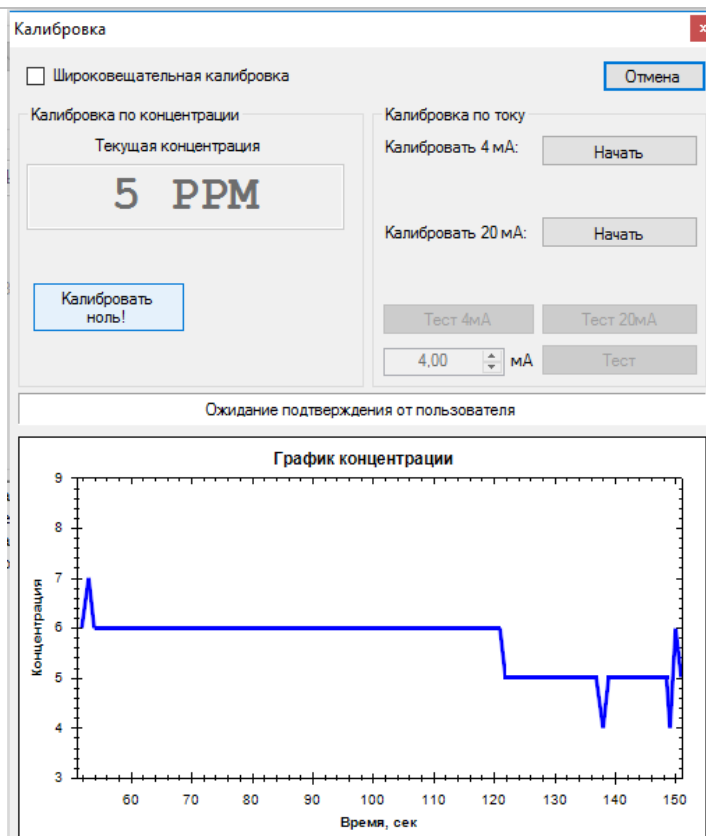 Калибровка
x
Широковещательная калибровка
Отмена
Калибровка по концентрации
Текущая концентрация
5 PPM
Калибровать
ноль!
Калибровка по току
Калибровать 4 мА:
Начать
Калибровать 20 мА:
Начать
Тест 4мА
Тест 20мА
4,00
мА
Тест
Ожидание подтверждения от пользователя
График концентрации
Концентрация
9
8
7
6
5
4
3
60 70 80 90 100 110 120 130 140 150
Время, сек